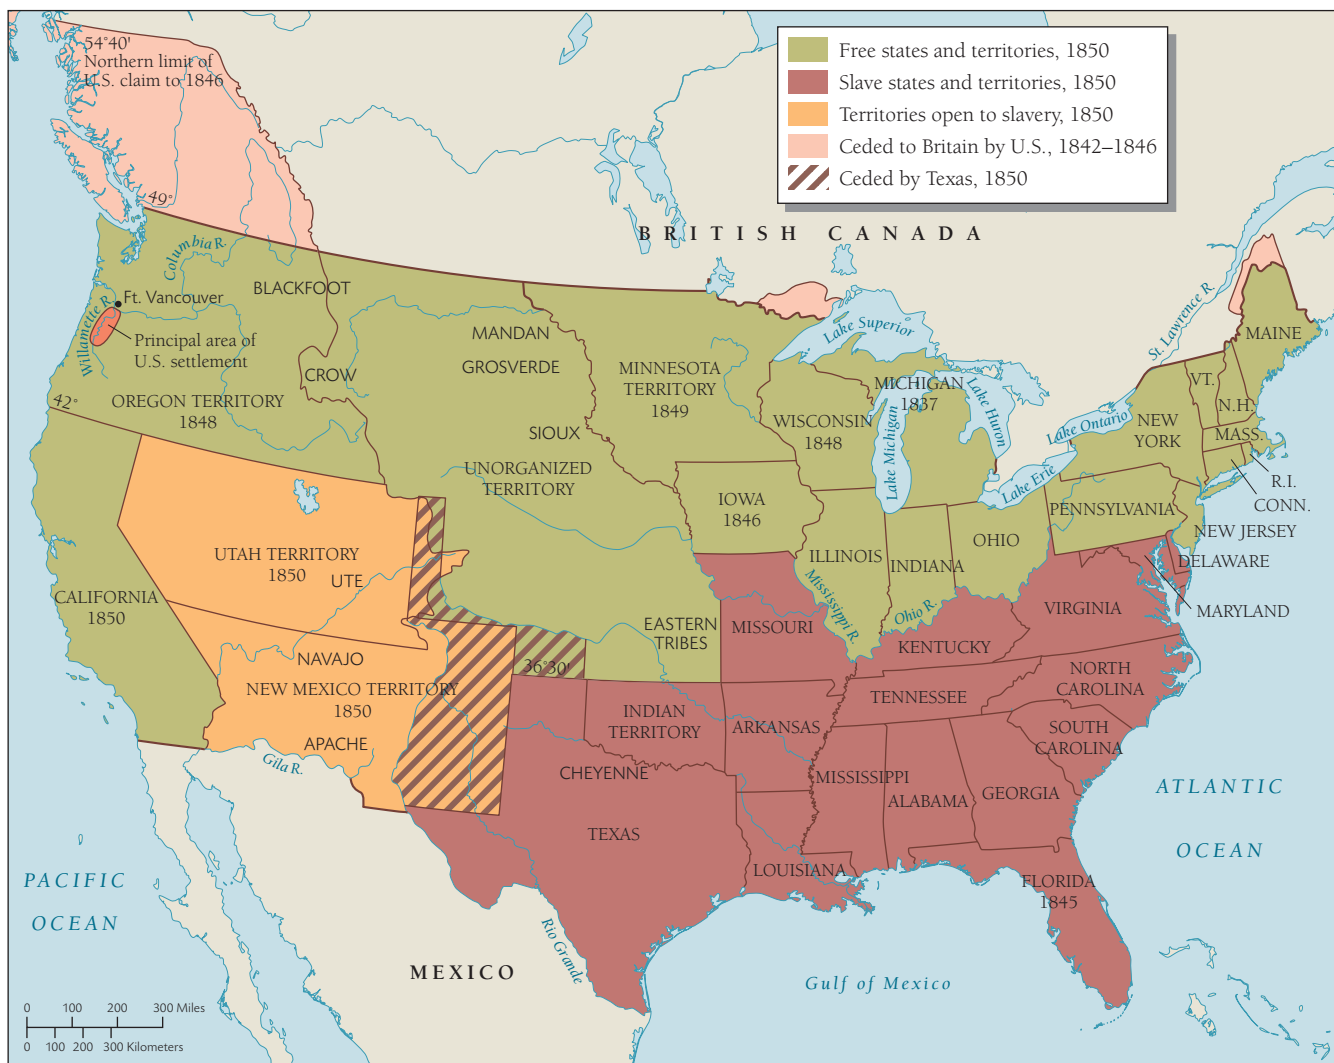 54°40'
Northern limit of
U.S. claim to 1846
Free states and territories, 1850
Slave states and territories, 1850
Territories open to slavery, 1850
Ceded to Britain by U.S., 1842–1846
Ceded by Texas, 1850
49°
BRITISH CANADA
Columbia R.
BLACKFOOT
Ft. Vancouver
Willamette R.
Principal area of
U.S. settlement
CROW
OREGON TERRITORY
1848
42°
MANDAN
GROSVERDE
SIOUX
UNORGANIZED
TERRITORY
MINNESOTA
TERRITORY
1849
Lake Superior
WISCONSIN
1848
MICHIGAN
1837
Lake Michigan
Lake Huron
Lake Ontario
Lake Erie
St. Lawrence R.
MAINE
VT.
N.H.
NEW
YORK
MASS.
R.I.
CONN.
IOWA
1846
PENNSYLVANIA
NEW JERSEY
ILLINOIS
INDIANA
OHIO
DELAWARE
MARYLAND
UTAH TERRITORY
1850
UTE
CALIFORNIA
1850
Mississippi R.
Ohio R.
VIRGINIA
EASTERN
TRIBES
MISSOURI
KENTUCKY
36°30'
NAVAJO
NEW MEXICO TERRITORY
1850
APACHE
Gila R.
INDIAN
TERRITORY
ARKANSAS
TENNESSEE
NORTH
CAROLINA
SOUTH
CAROLINA
CHEYENNE
MISSISSIPPI
ALABAMA
GEORGIA
TEXAS
LOUISIANA
FLORIDA
1845
ATLANTIC
OCEAN
PACIFIC
OCEAN
MEXICO
Rio Grande
Gulf of Mexico
0 100 200 300 Miles
0 100 200 300 Kilometers